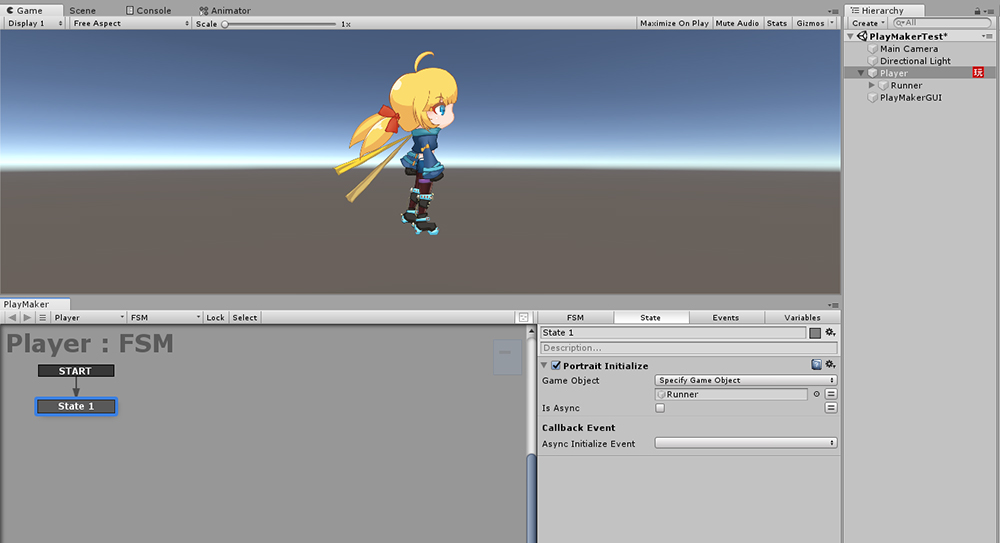 Game Scene Console Animator
Display 1 Free Aspect Scale 1x Maximize On Play Mute Audio Stats Gizmos
Hierarchy
Create All
PlayMakerTest*
Main Camera
Directional Light
Player 玩
Runner
PlayMakerGUI
PlayMaker
Player FSM Lock Select
Player : FSM
START
State 1
FSM State Events Variables
State 1
Description...
Portrait Initialize
Game Object Specify Game Object
Runner
Is Async
Callback Event
Async Initialize Event